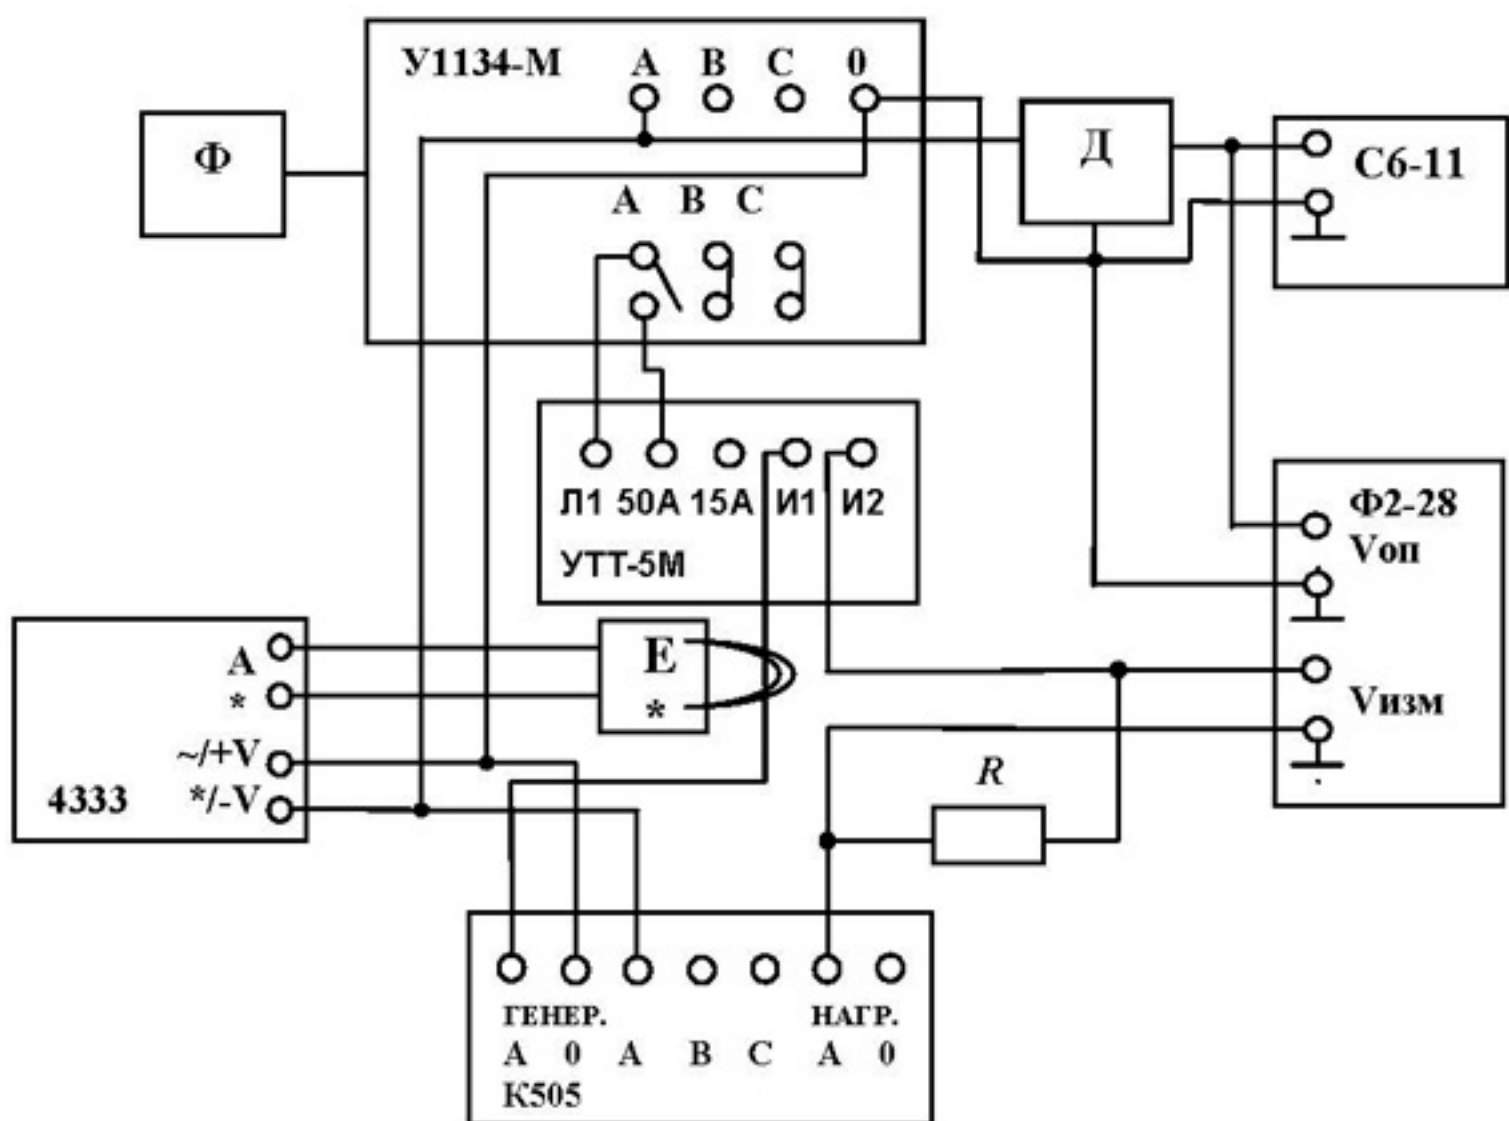 У1134-М А В С 0
Ф
Д
С6-11
А В С
Л1 50А 15А И1 И2
УТТ-5М
Ф2-28
Vоп
Vизм
А
*
~/+V
*/-V
4333
Е
*
R
ГЕНЕР. НАГР.
А 0 А В С А 0
К505